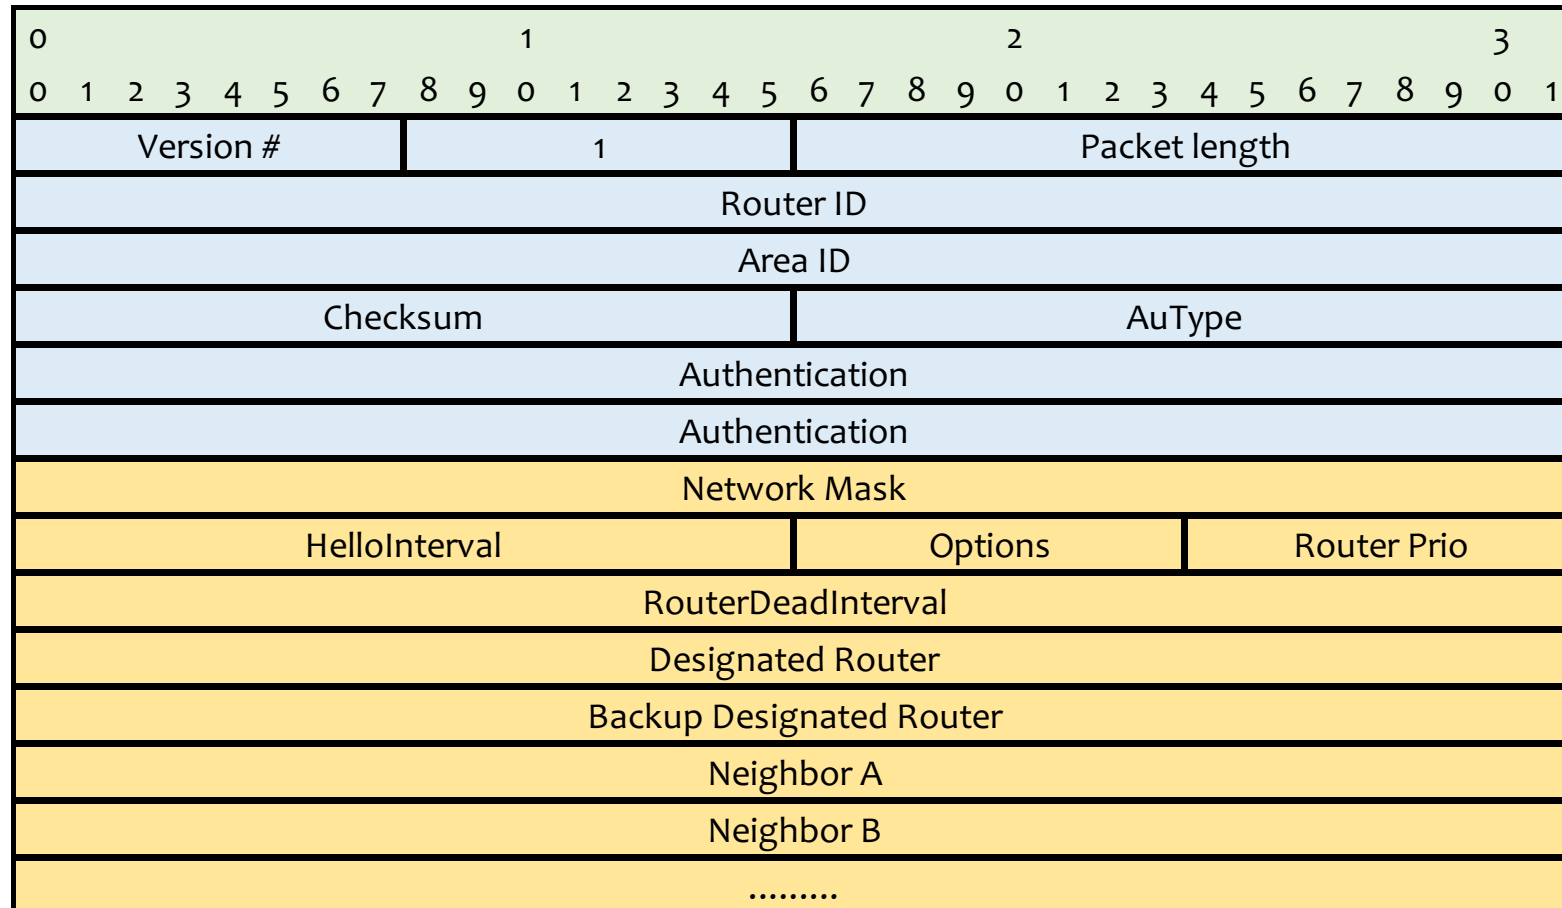 0 1 2 3
0 1 2 3 4 5 6 7 8 9 0 1 2 3 4 5 6 7 8 9 0 1 2 3 4 5 6 7 8 9 0 1
Version # 1 Packet length
Router ID
Area ID
Checksum AuType
Authentication
Authentication
Network Mask
HelloInterval Options Router Prio
RouterDeadInterval
Designated Router
Backup Designated Router
Neighbor A
Neighbor B
.........